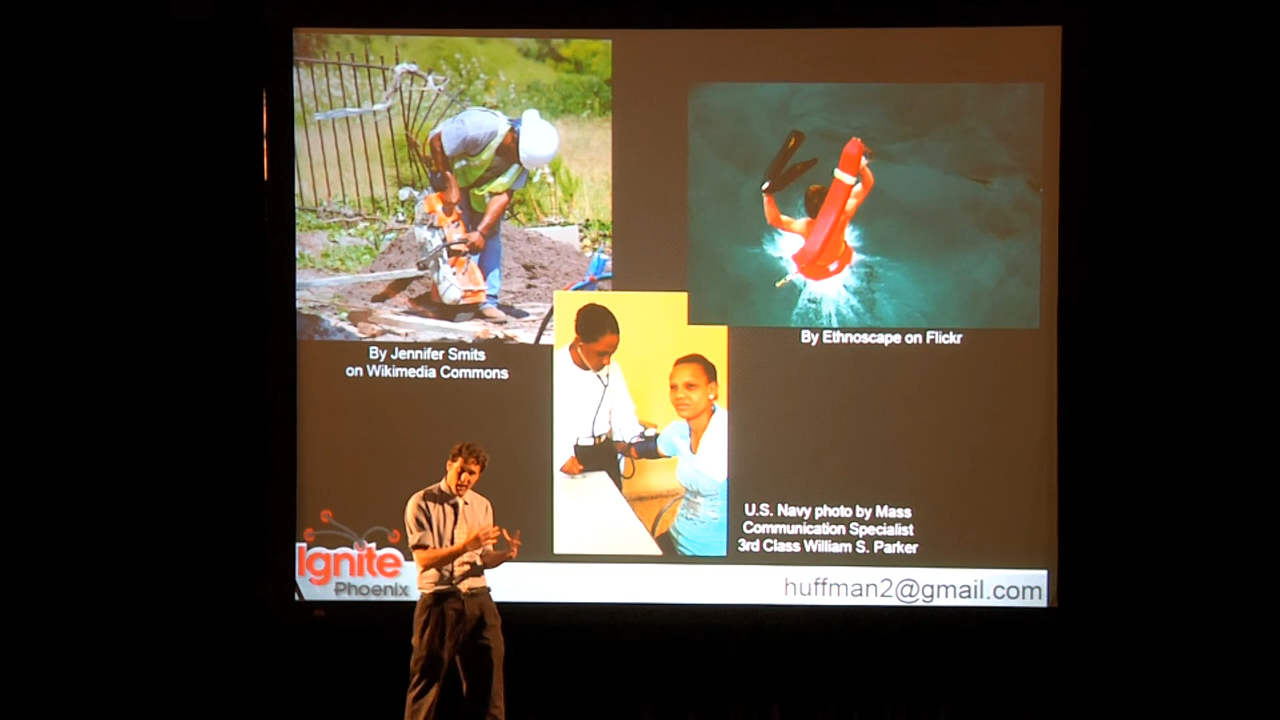 By Jennifer Smits
on Wikimedia Commons
By Ethnoscape on Flickr
U.S. Navy photo by Mass
Communication Specialist
3rd Class William S. Parker
Ignite
Phoenix
huffman2@gmail.com